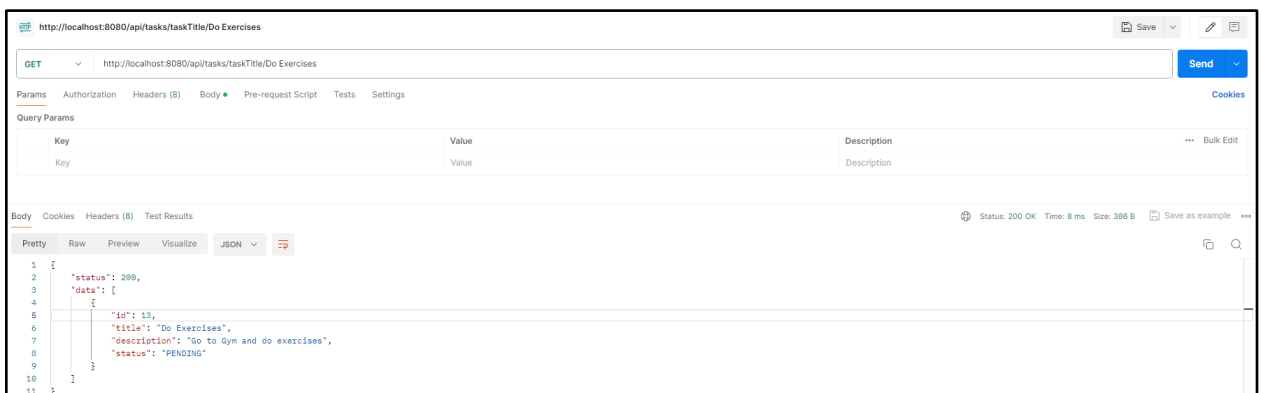 HTTP http://localhost:8080/api/tasks/taskTitle/Do Exercises Save
GET http://localhost:8080/api/tasks/taskTitle/Do Exercises Send
Params Authorization Headers (8) Body Pre-request Script Tests Settings Cookies
Query Params
Key Value Description Bulk Edit
Key Value Description
Body Cookies Headers (8) Test Results Status: 200 OK Time: 8 ms Size: 386 B Save as example
Pretty Raw Preview Visualize JSON
1 {
2 "status": 200,
3 "data": [
4 {
5 "id": 13,
6 "title": "Do Exercises",
7 "description": "Go to Gym and do exercises",
8 "status": "PENDING"
9 }
10 ]
11 }